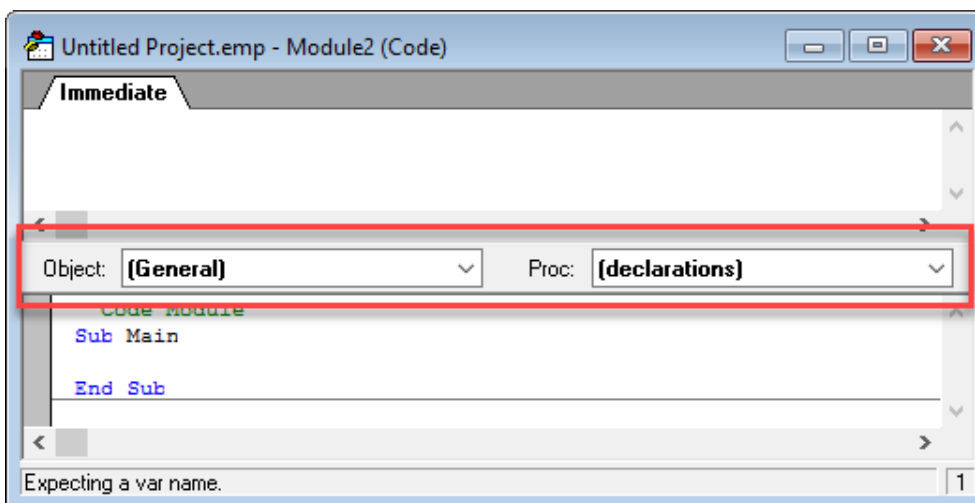 Untitled Project.emp - Module2 (Code)
Immediate
Object: (General) Proc: (declarations)
Code Module
Sub Main
End Sub
Expecting a var name. 1